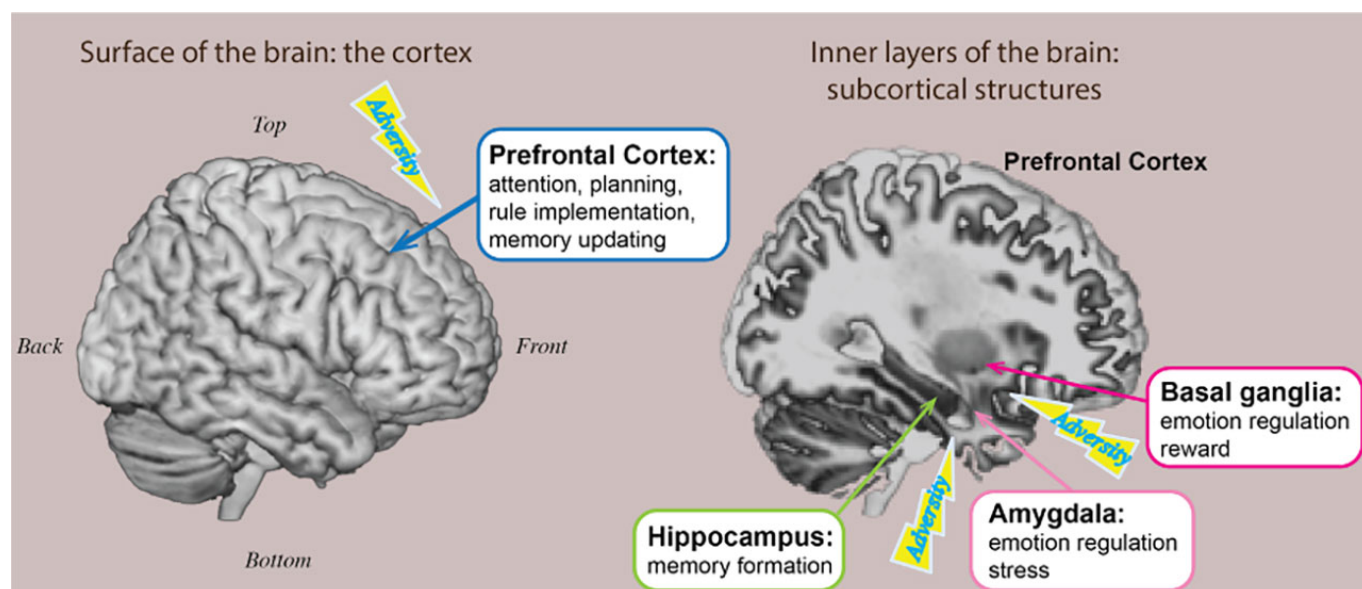 Surface of the brain: the cortex
Adversity
Top
Prefrontal Cortex:
attention, planning,
rule implementation,
memory updating
Back
Front
Bottom
Inner layers of the brain:
subcortical structures
Prefrontal Cortex
Basal ganglia:
emotion regulation
reward
Adversity
Amygdala:
emotion regulation
stress
Adversity
Hippocampus:
memory formation